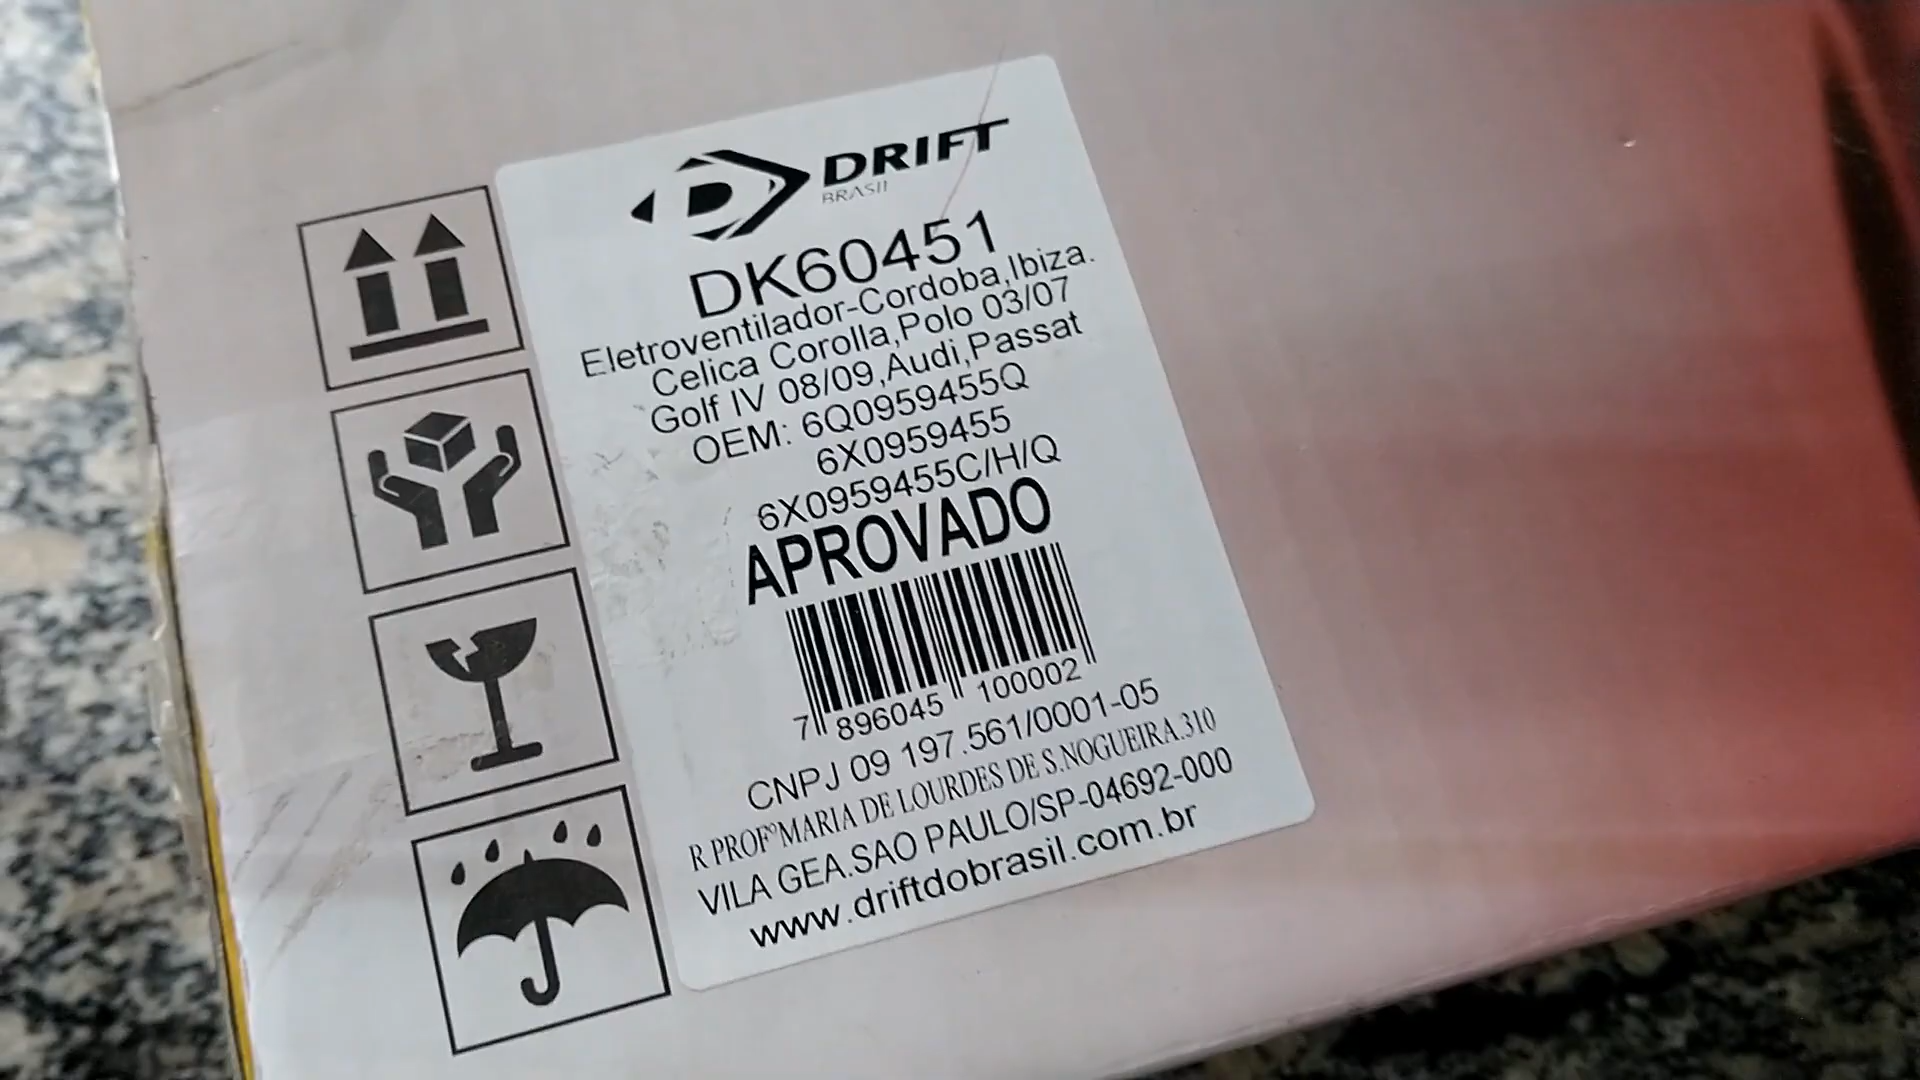 DRIFT
BRASIL
DK60451
Eletroventilador-Cordoba,Ibiza.
Celica Corolla,Polo 03/07
Golf IV 08/09,Audi,Passat
OEM: 6Q0959455Q
6X0959455
6X0959455C/H/Q
APROVADO
7 896045 100002
CNPJ 09 197.561/0001-05
R PROFºMARIA DE LOURDES DE S.NOGUEIRA.310
VILA GEA.SAO PAULO/SP-04692-000
www.driftdobrasil.com.br